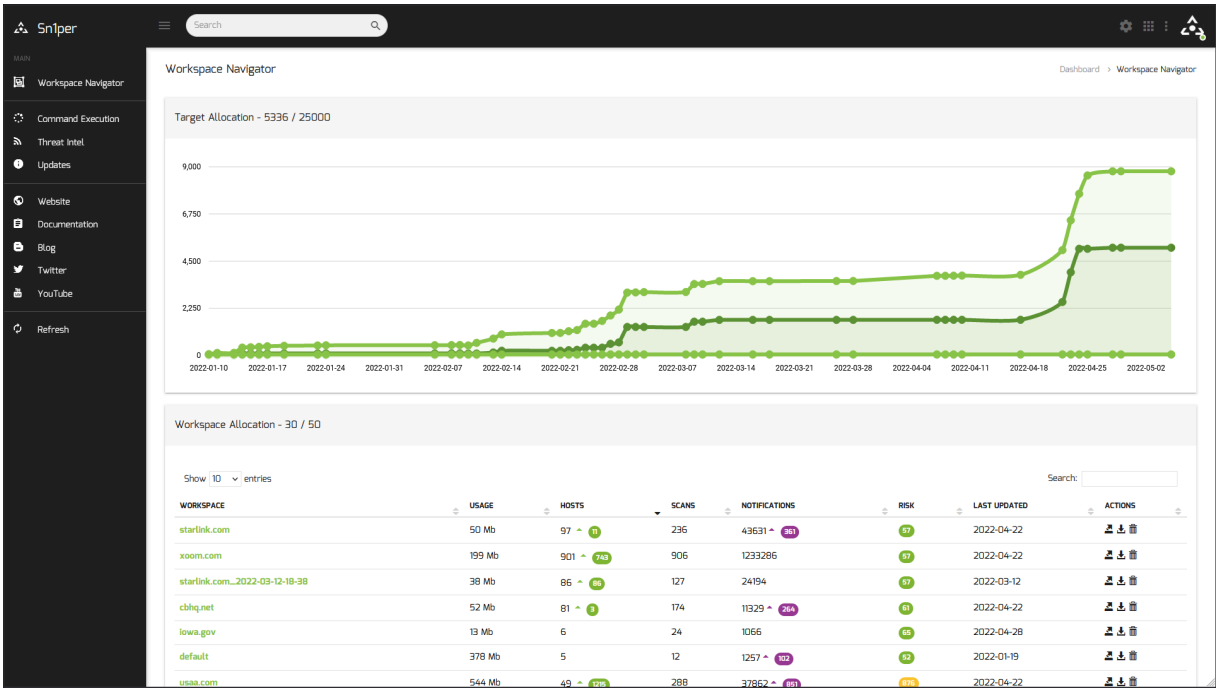 Sn1per
Search
MAIN
Workspace Navigator
Command Execution
Threat Intel
Updates
Website
Documentation
Blog
Twitter
YouTube
Refresh
Workspace Navigator
Dashboard > Workspace Navigator
Target Allocation - 5336 / 25000
9,000
6,750
4,500
2,250
0
2022-01-10 2022-01-17 2022-01-24 2022-01-31 2022-02-07 2022-02-14 2022-02-21 2022-02-28 2022-03-07 2022-03-14 2022-03-21 2022-03-28 2022-04-04 2022-04-11 2022-04-18 2022-04-25 2022-05-02
Workspace Allocation - 30 / 50
Show 10 entries Search:
WORKSPACE USAGE HOSTS SCANS NOTIFICATIONS RISK LAST UPDATED ACTIONS
starlink.com 50 Mb 97 11 236 43631 361 57 2022-04-22
xoom.com 199 Mb 901 743 906 1233286 57 2022-04-22
starlink.com_2022-03-12-18-38 38 Mb 86 86 127 24194 57 2022-03-12
cbhq.net 52 Mb 81 3 174 11329 264 61 2022-04-22
iowa.gov 13 Mb 6 24 1066 65 2022-04-28
default 378 Mb 5 12 1257 102 52 2022-01-19
usaa.com 544 Mb 49 1215 288 37862 851 676 2022-04-22